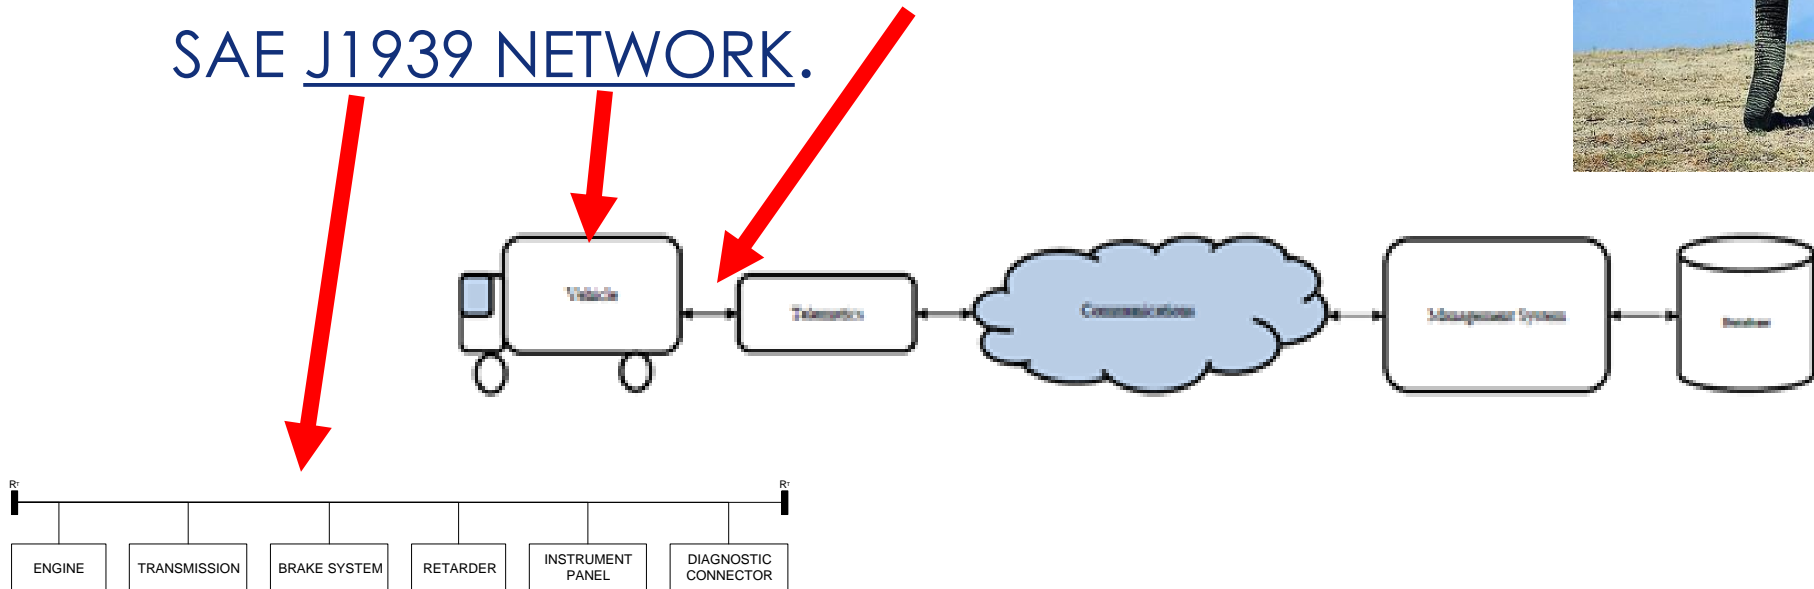 SAE J1939 NETWORK.
Vehicle
Telematics
Communications
Management System
Database
RT
RT
ENGINE
TRANSMISSION
BRAKE SYSTEM
RETARDER
INSTRUMENT
PANEL
DIAGNOSTIC
CONNECTOR